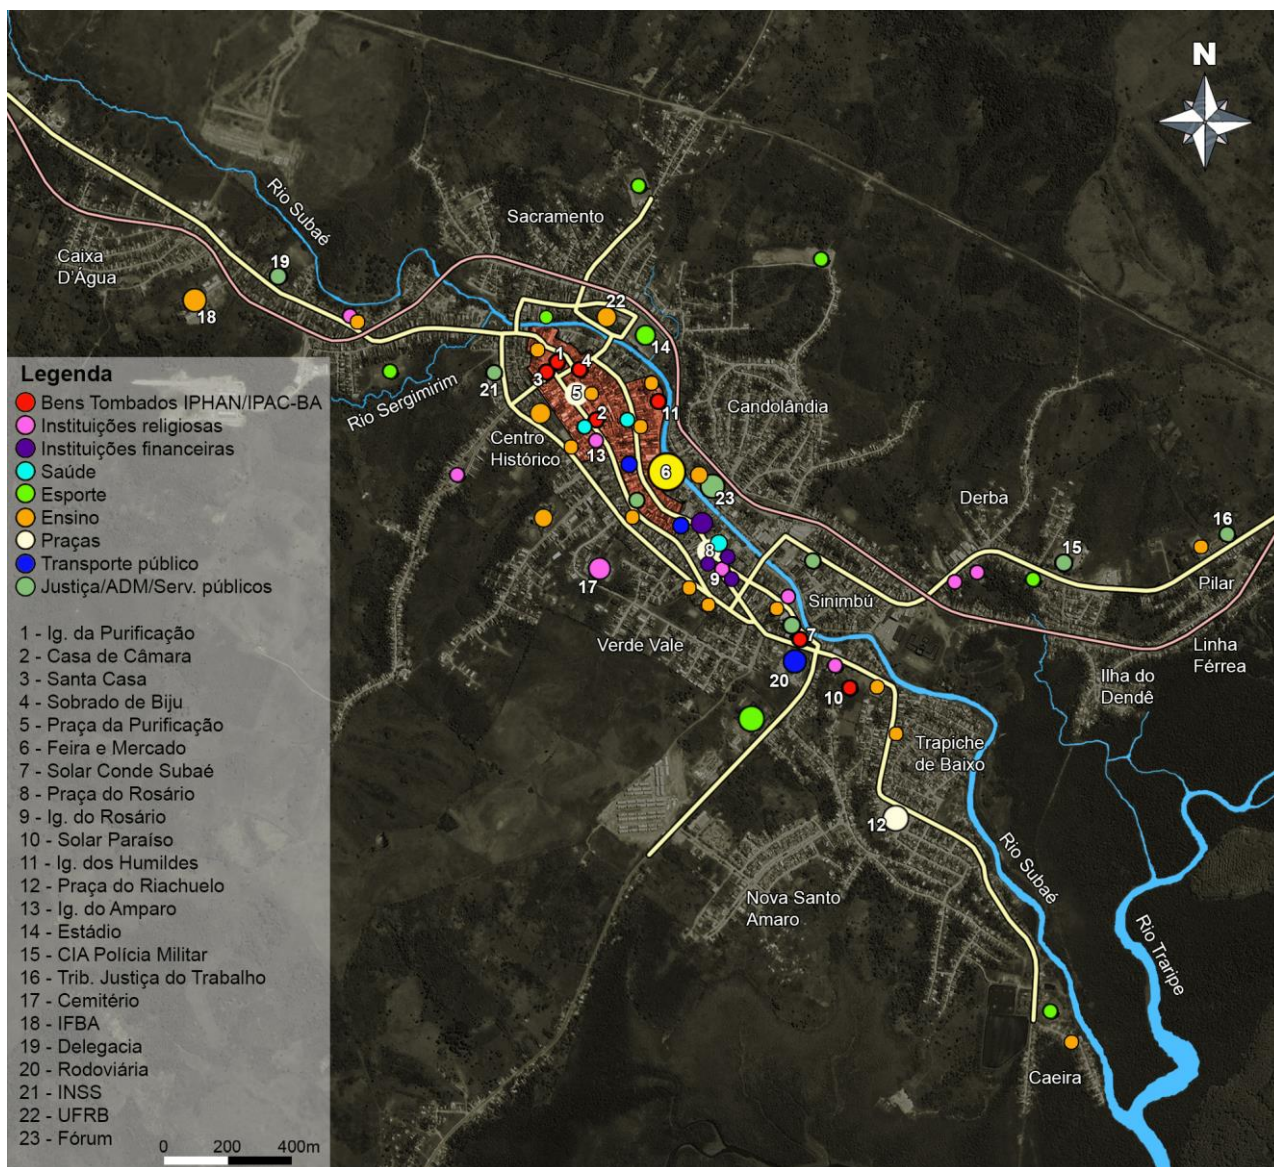 N
Rio Subaé
Sacramento
Caixa
D'Água
19
18
22
14
1
4
3
5
21
2
11
13
Rio Sergimirim
Centro
Histórico
Candolândia
6
23
Derba
16
15
Pilar
8
9
17
Sinimbú
Verde Vale
7
20
10
Linha
Férrea
Ilha do
Dendê
Trapiche
de Baixo
12
Rio Subaé
Nova Santo
Amaro
Rio Traripe
Caeira
Legenda
Bens Tombados IPHAN/IPAC-BA
Instituições religiosas
Instituições financeiras
Saúde
Esporte
Ensino
Praças
Transporte público
Justiça/ADM/Serv. públicos
1 - Ig. da Purificação
2 - Casa de Câmara
3 - Santa Casa
4 - Sobrado de Biju
5 - Praça da Purificação
6 - Feira e Mercado
7 - Solar Conde Subaé
8 - Praça do Rosário
9 - Ig. do Rosário
10 - Solar Paraíso
11 - Ig. dos Humildes
12 - Praça do Riachuelo
13 - Ig. do Amparo
14 - Estádio
15 - CIA Polícia Militar
16 - Trib. Justiça do Trabalho
17 - Cemitério
18 - IFBA
19 - Delegacia
20 - Rodoviária
21 - INSS
22 - UFRB
23 - Fórum
0 200 400m